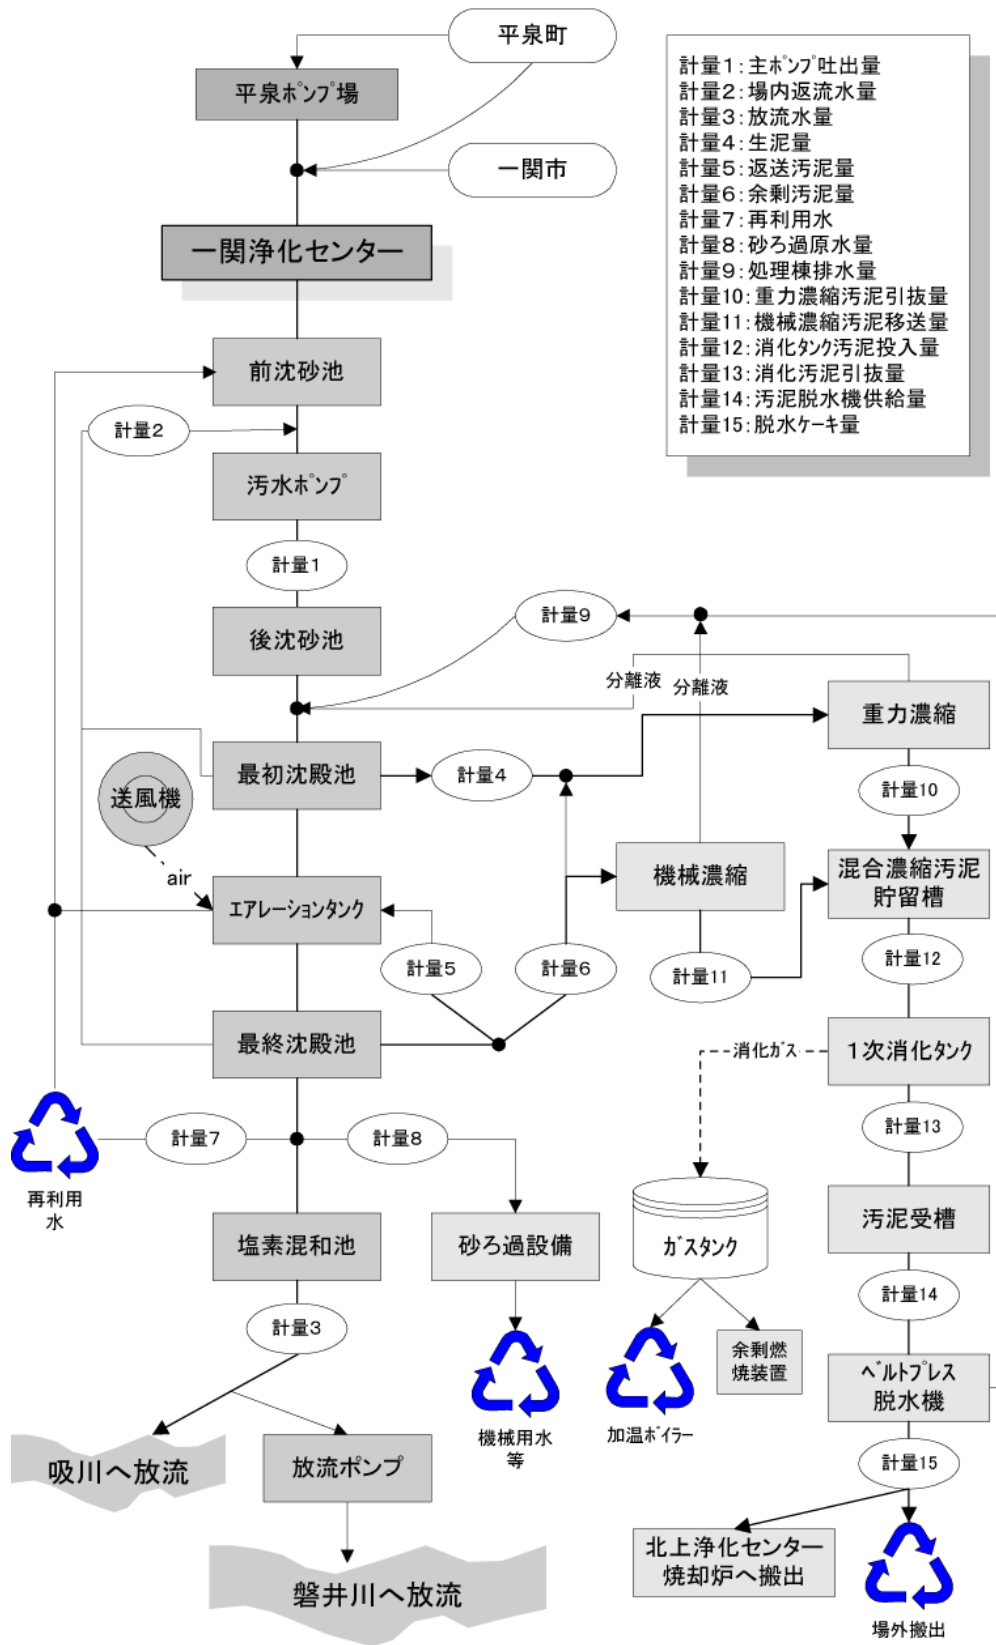 平泉町
平泉ポンプ場
一関市
一関浄化センター
計量1:主ポンプ吐出量
計量2:場内返流水量
計量3:放流水量
計量4:生泥量
計量5:返送汚泥量
計量6:余剰汚泥量
計量7:再利用水
計量8:砂ろ過原水量
計量9:処理棟排水量
計量10:重力濃縮汚泥引抜量
計量11:機械濃縮汚泥移送量
計量12:消化タンク汚泥投入量
計量13:消化汚泥引抜量
計量14:汚泥脱水機供給量
計量15:脱水ケーキ量
前沈砂池
計量2
汚水ポンプ
計量1
後沈砂池
計量9
分離液
分離液
重力濃縮
最初沈殿池
計量4
計量10
送風機
air
機械濃縮
混合濃縮汚泥
貯留槽
エアレーションタンク
計量5
計量6
計量11
計量12
最終沈殿池
消化ガス
1次消化タンク
計量7
計量8
計量13
再利用
水
塩素混和池
砂ろ過設備
ガスタンク
汚泥受槽
計量3
計量14
余剰燃
焼装置
ベルトプレス
脱水機
機械用水
等
加温ボイラー
吸川へ放流
放流ポンプ
計量15
北上浄化センター
焼却炉へ搬出
磐井川へ放流
場外搬出